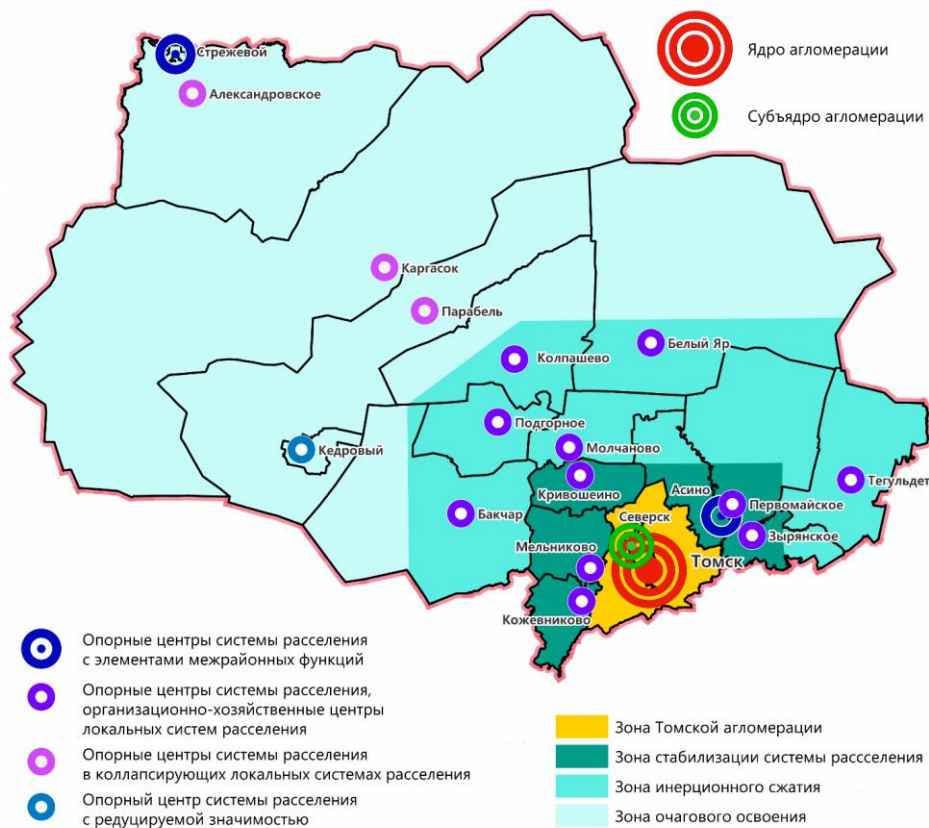 Стрежевой
Александровское
Ядро агломерации
Субъядро агломерации
Каргасок
Парабель
Белый Яр
Колпашево
Подгорное
Молчаново
Кедровый
Кривошеино
Асино
Тегульдет
Первомайское
Бакчар
Северск
Зырянское
Мельниково
Томск
Кожевниково
Опорные центры системы расселения
с элементами межрайонных функций
Опорные центры системы расселения,
организационно-хозяйственные центры
локальных систем расселения
Опорные центры системы расселения
в коллапсирующих локальных системах расселения
Опорный центр системы расселения
с редуцируемой значимостью
Зона Томской агломерации
Зона стабилизации системы рассселения
Зона инерционного сжатия
Зона очагового освоения